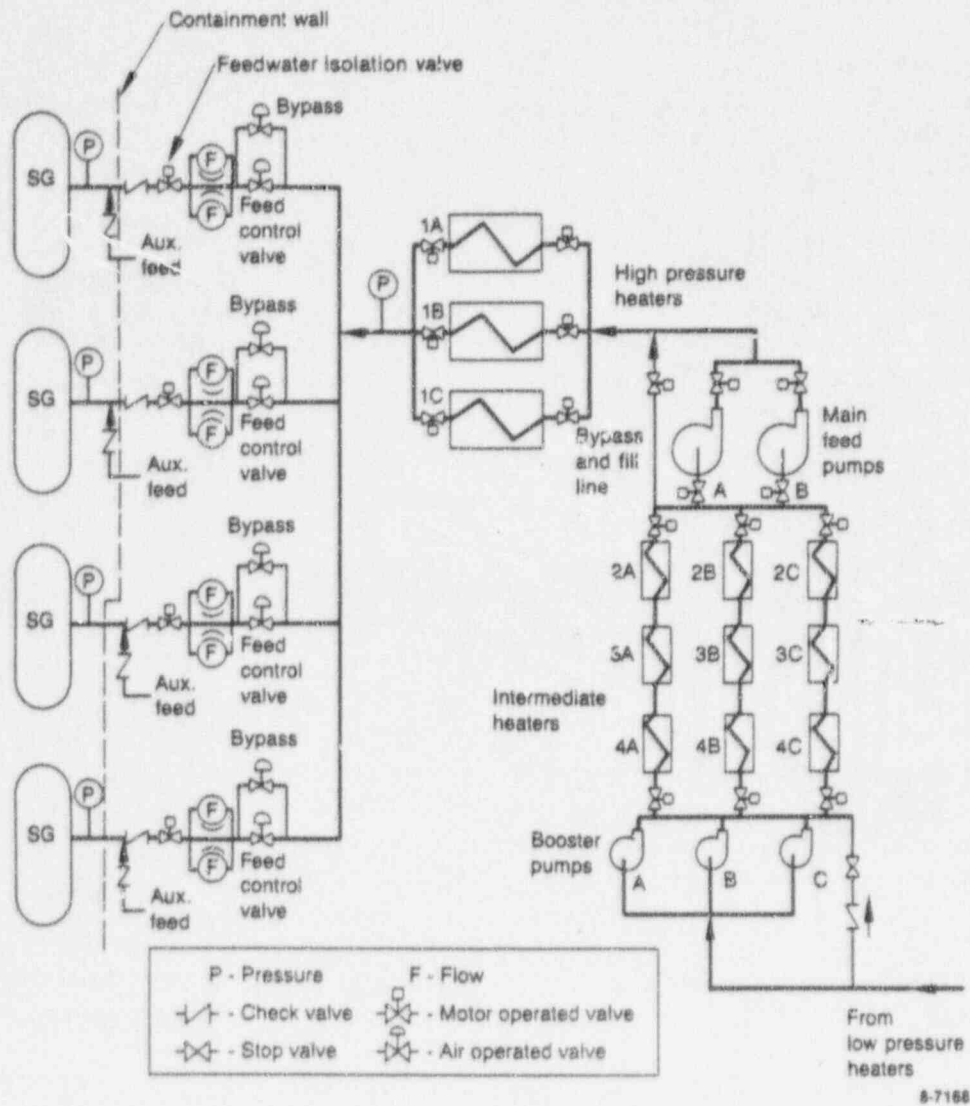 Containment wall
Feedwater isolation valve
Bypass
P
F
SG
F
Feed
control
valve
Aux.
feed
Bypass
P
F
SG
F
Feed
control
valve
Aux.
feed
Bypass
P
F
SG
F
Feed
control
valve
Aux.
feed
Bypass
P
F
SG
F
Feed
control
valve
Aux.
feed
P
1A
1B
1C
High pressure
heaters
Bypass
and fill
line
Main
feed
pumps
A
B
2A
2B
2C
3A
3B
3C
Intermediate
heaters
4A
4B
4C
Booster
pumps
A
B
C
From
low pressure
heaters
P - Pressure
F - Flow
- Check valve
- Motor operated valve
- Stop valve
- Air operated valve
8-7166